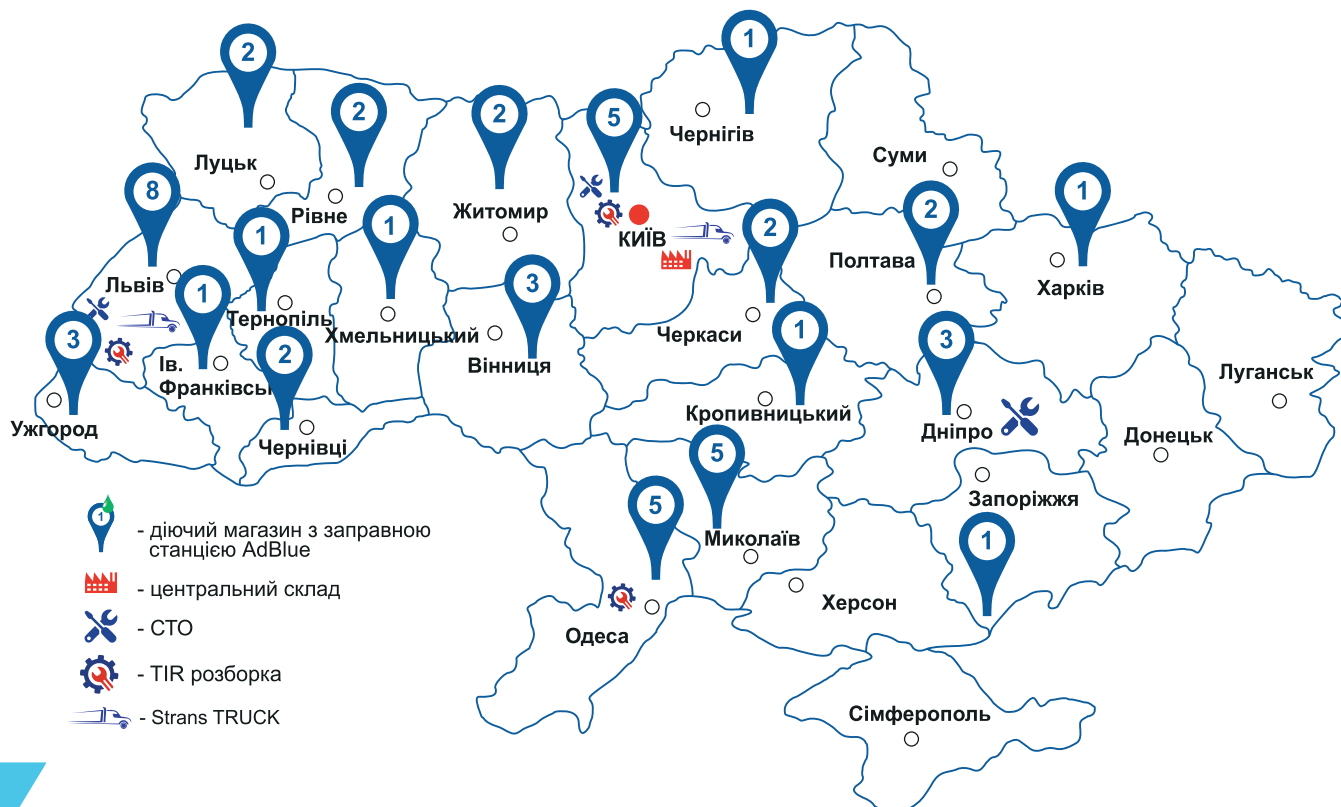 2
1
2
2
5
Чернігів
Суми
Луцьк
8
1
Рівне
Житомир
2
1
1
КИЇВ
2
Полтава
Львів
1
3
Харків
Тернопіль
Хмельницький
Черкаси
1
3
2
3
Вінниця
Ів.
Франківськ
Луганськ
Кропивницький
Ужгород
Дніпро
Донецьк
Чернівці
5
Запоріжжя
5
1
Миколаїв
1
- діючий магазин з заправною
станцією AdBlue
- центральний склад
Херсон
- СТО
Одеса
- TIR розборка
- Strans TRUCK
Сімферополь